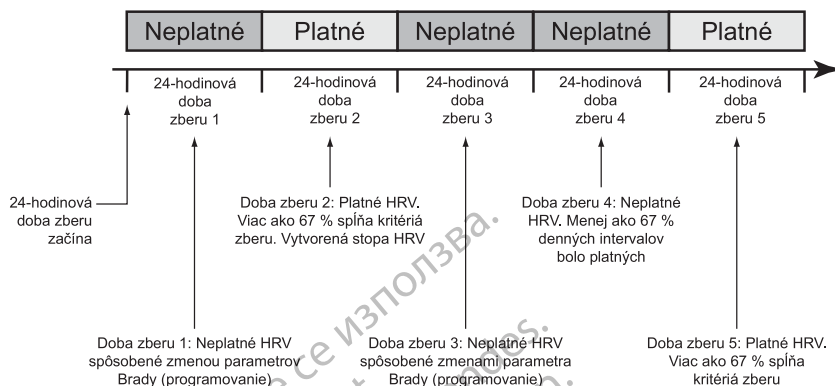 Neplatné Platné Neplatné Neplatné Platné
24-hodinová doba zberu 1
24-hodinová doba zberu 2
24-hodinová doba zberu 3
24-hodinová doba zberu 4
24-hodinová doba zberu 5
24-hodinová
doba zberu
začína
Doba zberu 2: Platné HRV.
Viac ako 67 % spĺňa kritériá
zberu. Vytvorená stopa HRV
Doba zberu 4: Neplatné
HRV. Menej ako 67 %
denných intervalov
bolo platných
Doba zberu 1: Neplatné HRV
spôsobené zmenou parametrov
Brady (programovanie)
Doba zberu 3: Neplatné HRV
spôsobené zmenami parametra
Brady (programovanie)
Doba zberu 5: Platné HRV.
Viac ako 67 % spĺňa
kritériá zberu
се използва.